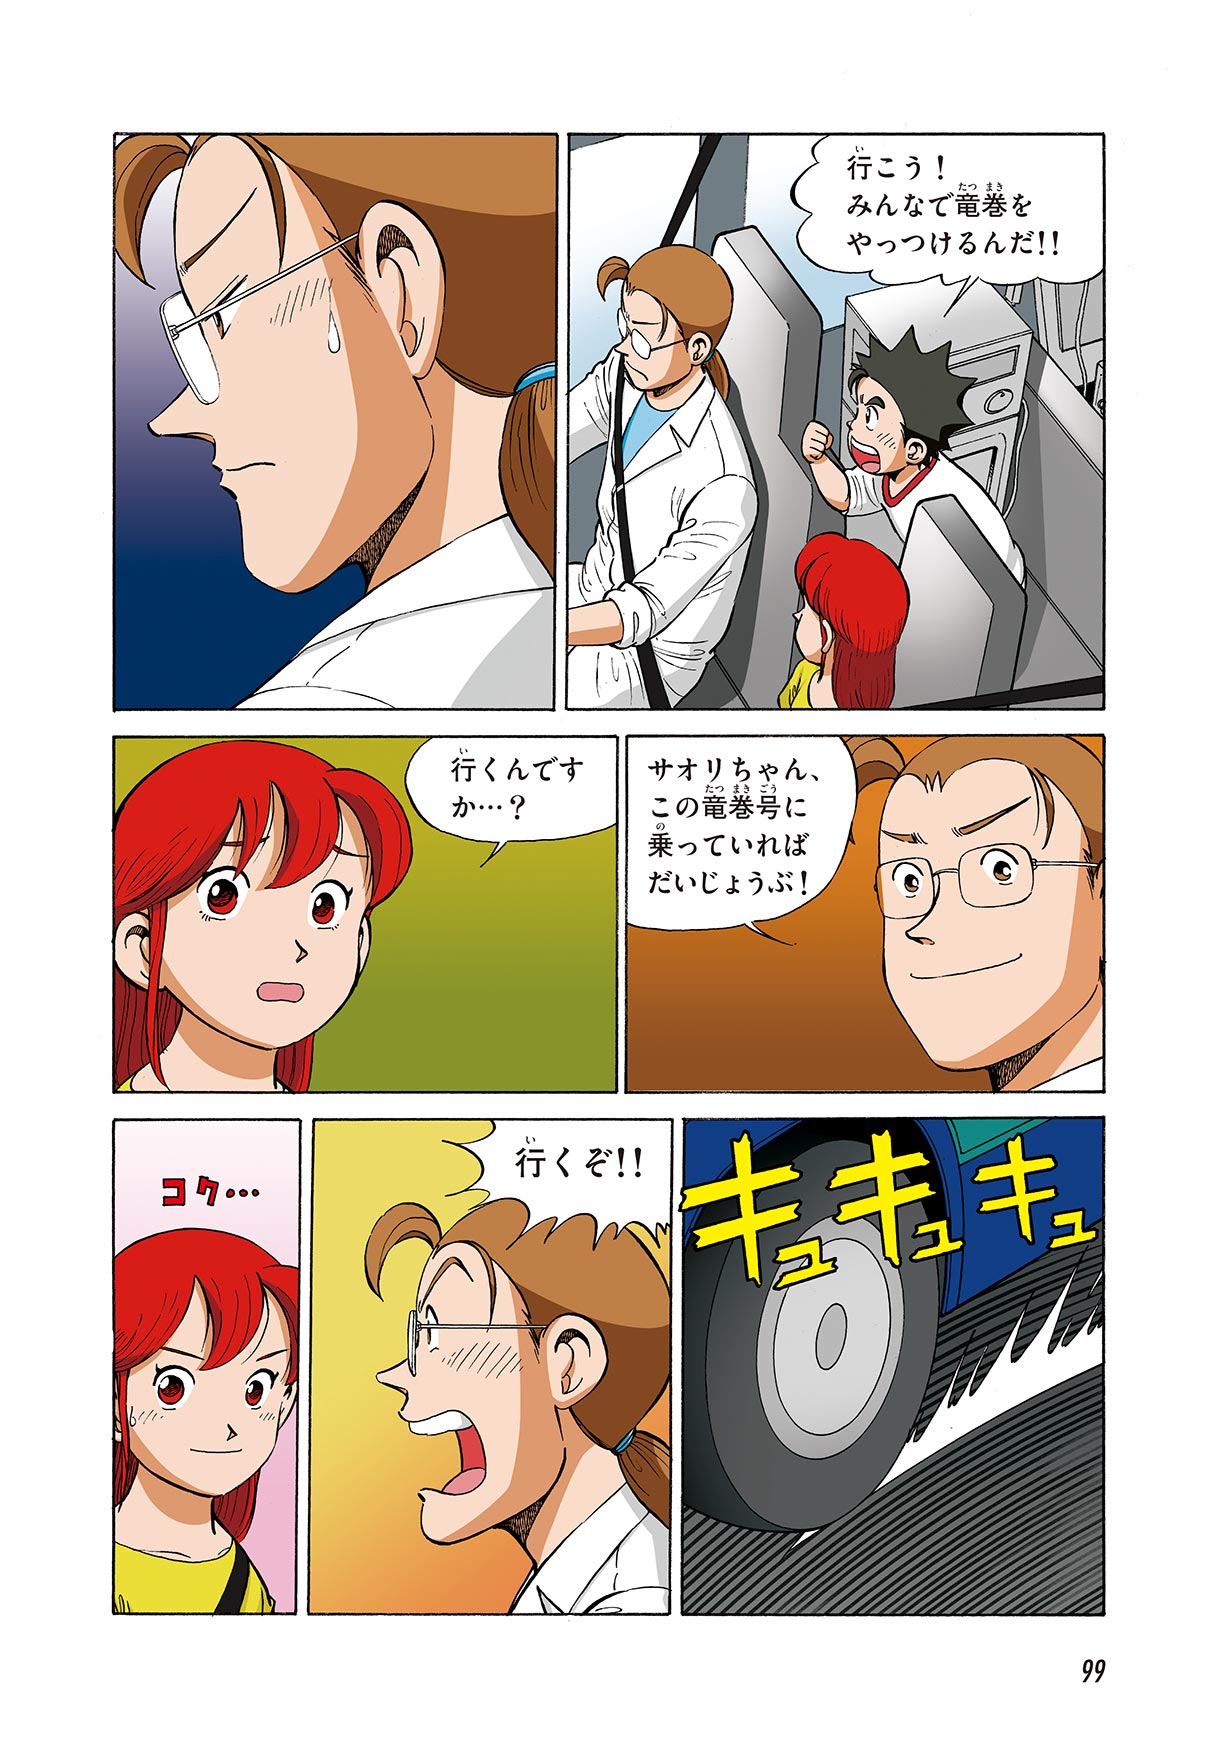 行こう！
みんなで竜巻を
やっつけるんだ!!
行くんです
か…？
サオリちゃん、
この竜巻号に
乗っていれば
だいじょうぶ！
コク…
行くぞ!!
キュキュキュ
99